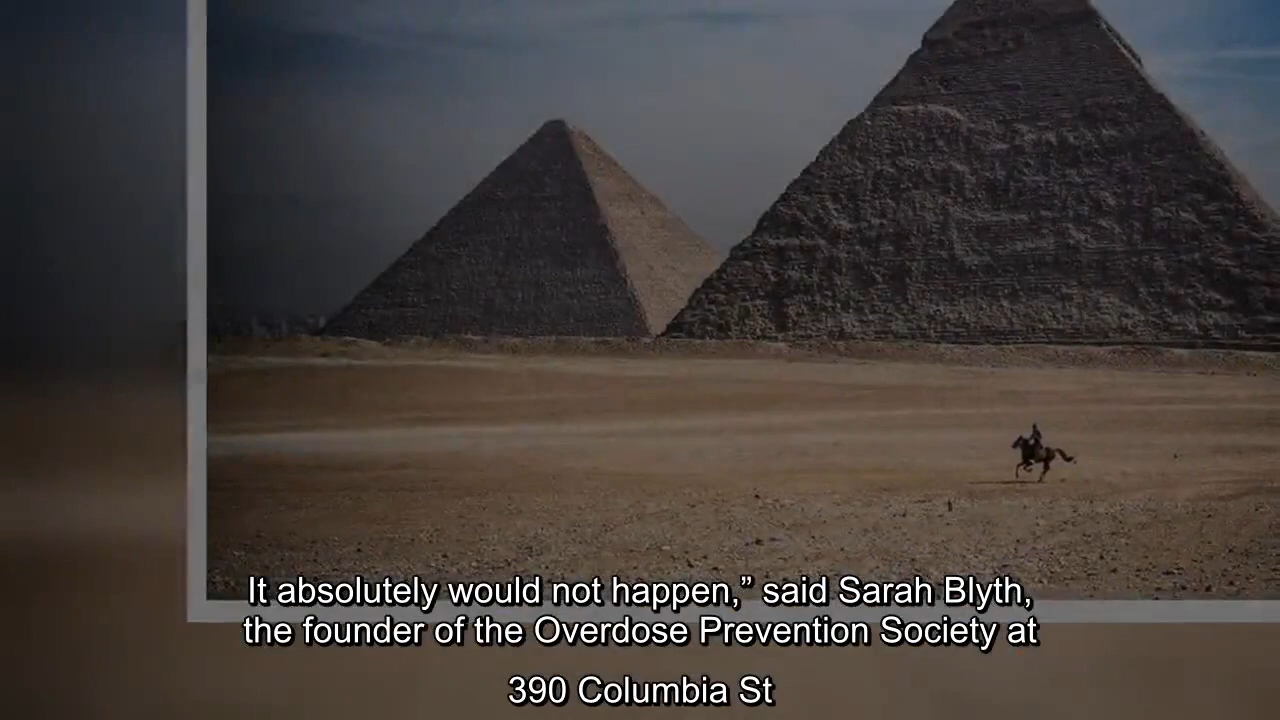 It absolutely would not happen,” said Sarah Blyth,
the founder of the Overdose Prevention Society at
390 Columbia St